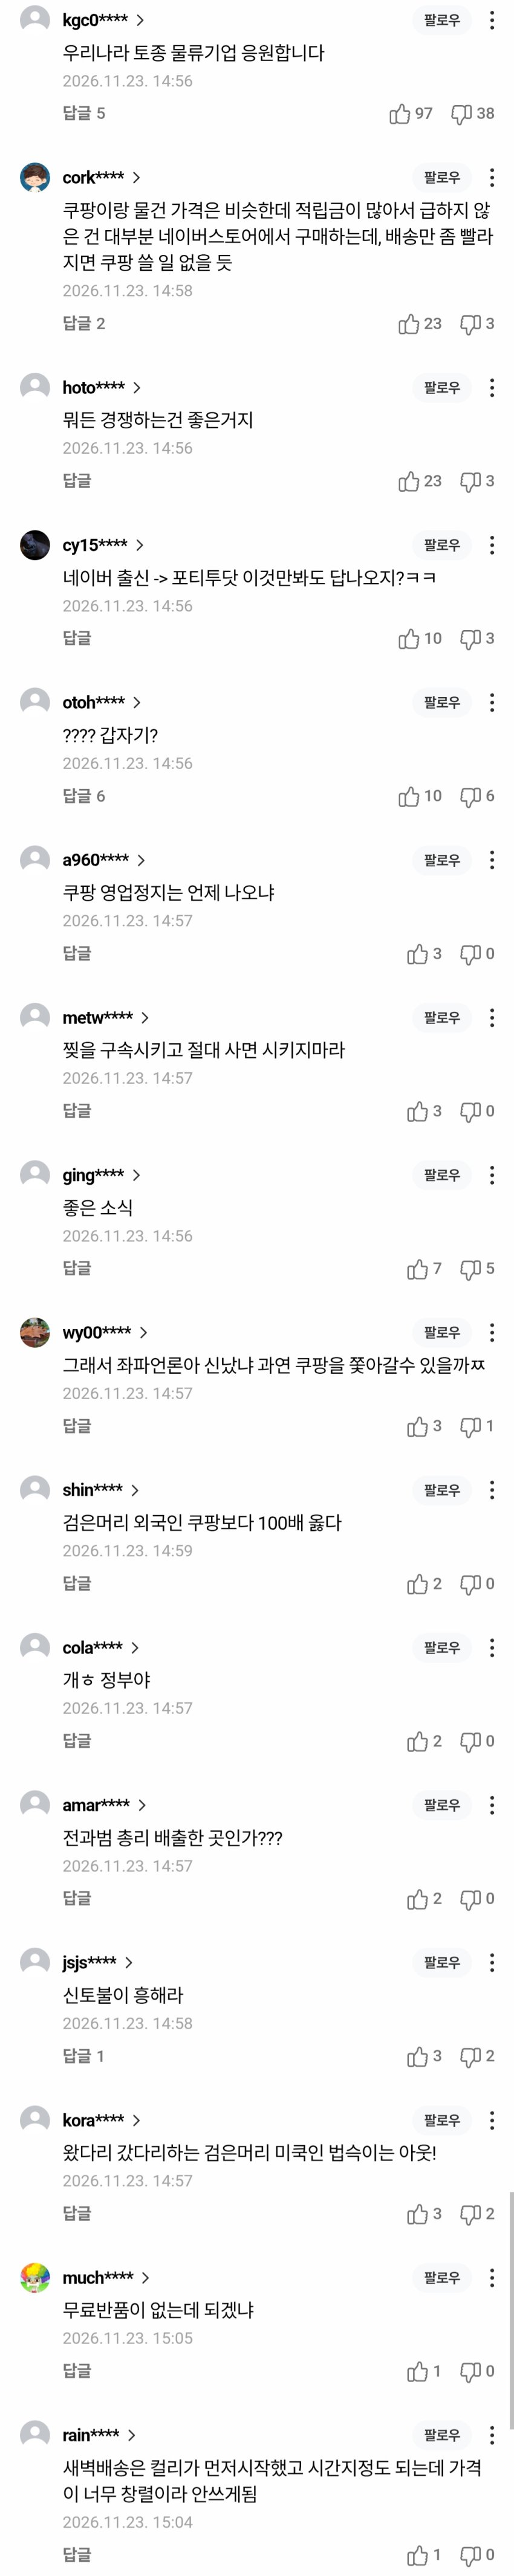 kgc0**** >
팔로우
우리나라 토종 물류기업 응원합니다
2026.11.23. 14:56
답글 5
97 38
cork**** >
팔로우
쿠팡이랑 물건 가격은 비슷한데 적립금이 많아서 급하지 않
은 건 대부분 네이버스토어에서 구매하는데, 배송만 좀 빨라
지면 쿠팡 쓸 일 없을 듯
2026.11.23. 14:58
답글 2
23 3
hoto**** >
팔로우
뭐든 경쟁하는건 좋은거지
2026.11.23. 14:56
답글
23 3
cy15**** >
팔로우
네이버 출신 -> 포티투닷 이것만봐도 답나오지?ㅋㅋ
2026.11.23. 14:56
답글
10 3
otoh**** >
팔로우
???? 갑자기?
2026.11.23. 14:56
답글 6
10 6
a960**** >
팔로우
쿠팡 영업정지는 언제 나오냐
2026.11.23. 14:57
답글
3 0
metw**** >
팔로우
찢을 구속시키고 절대 사면 시키지마라
2026.11.23. 14:57
답글
3 0
ging**** >
팔로우
좋은 소식
2026.11.23. 14:56
답글
7 5
wy00**** >
팔로우
그래서 좌파언론아 신났냐 과연 쿠팡을 쫓아갈수 있을까ㅉ
2026.11.23. 14:57
답글
3 1
shin**** >
팔로우
검은머리 외국인 쿠팡보다 100배 옳다
2026.11.23. 14:59
답글
2 0
cola**** >
팔로우
개ㅎ 정부야
2026.11.23. 14:57
답글
2 0
amar**** >
팔로우
전과범 총리 배출한 곳인가???
2026.11.23. 14:57
답글
2 0
jsjs**** >
팔로우
신토불이 흥해라
2026.11.23. 14:58
답글 1
3 2
kora**** >
팔로우
왔다리 갔다리하는 검은머리 미쿡인 법슥이는 아웃!
2026.11.23. 14:57
답글
3 2
much**** >
팔로우
무료반품이 없는데 되겠냐
2026.11.23. 15:05
답글
1 0
rain**** >
팔로우
새벽배송은 컬리가 먼저시작했고 시간지정도 되는데 가격
이 너무 창렬이라 안쓰게됨
2026.11.23. 15:04
답글
1 0